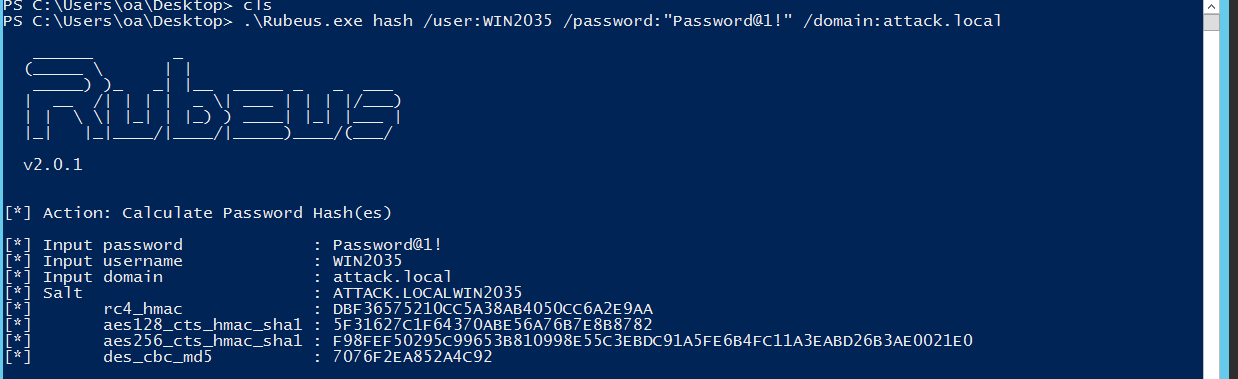 PS C:\Users\oa\Desktop> cls
PS C:\Users\oa\Desktop> .\Rubeus.exe hash /user:WIN2035 /password:"Password@1!" /domain:attack.local
Rubeus
v2.0.1
[*] Action: Calculate Password Hash(es)
[*] Input password : Password@1!
[*] Input username : WIN2035
[*] Input domain : attack.local
[*] Salt : ATTACK.LOCALWIN2035
[*] rc4_hmac : DBF36575210CC5A38AB4050CC6A2E9AA
[*] aes128_cts_hmac_sha1 : 5F31627C1F64370ABE56A76B7E8B8782
[*] aes256_cts_hmac_sha1 : F98FEF50295C99653B810998E55C3EBDC91A5FE6B4FC11A3EABD26B3AE0021E0
[*] des_cbc_md5 : 7076F2EA852A4C92